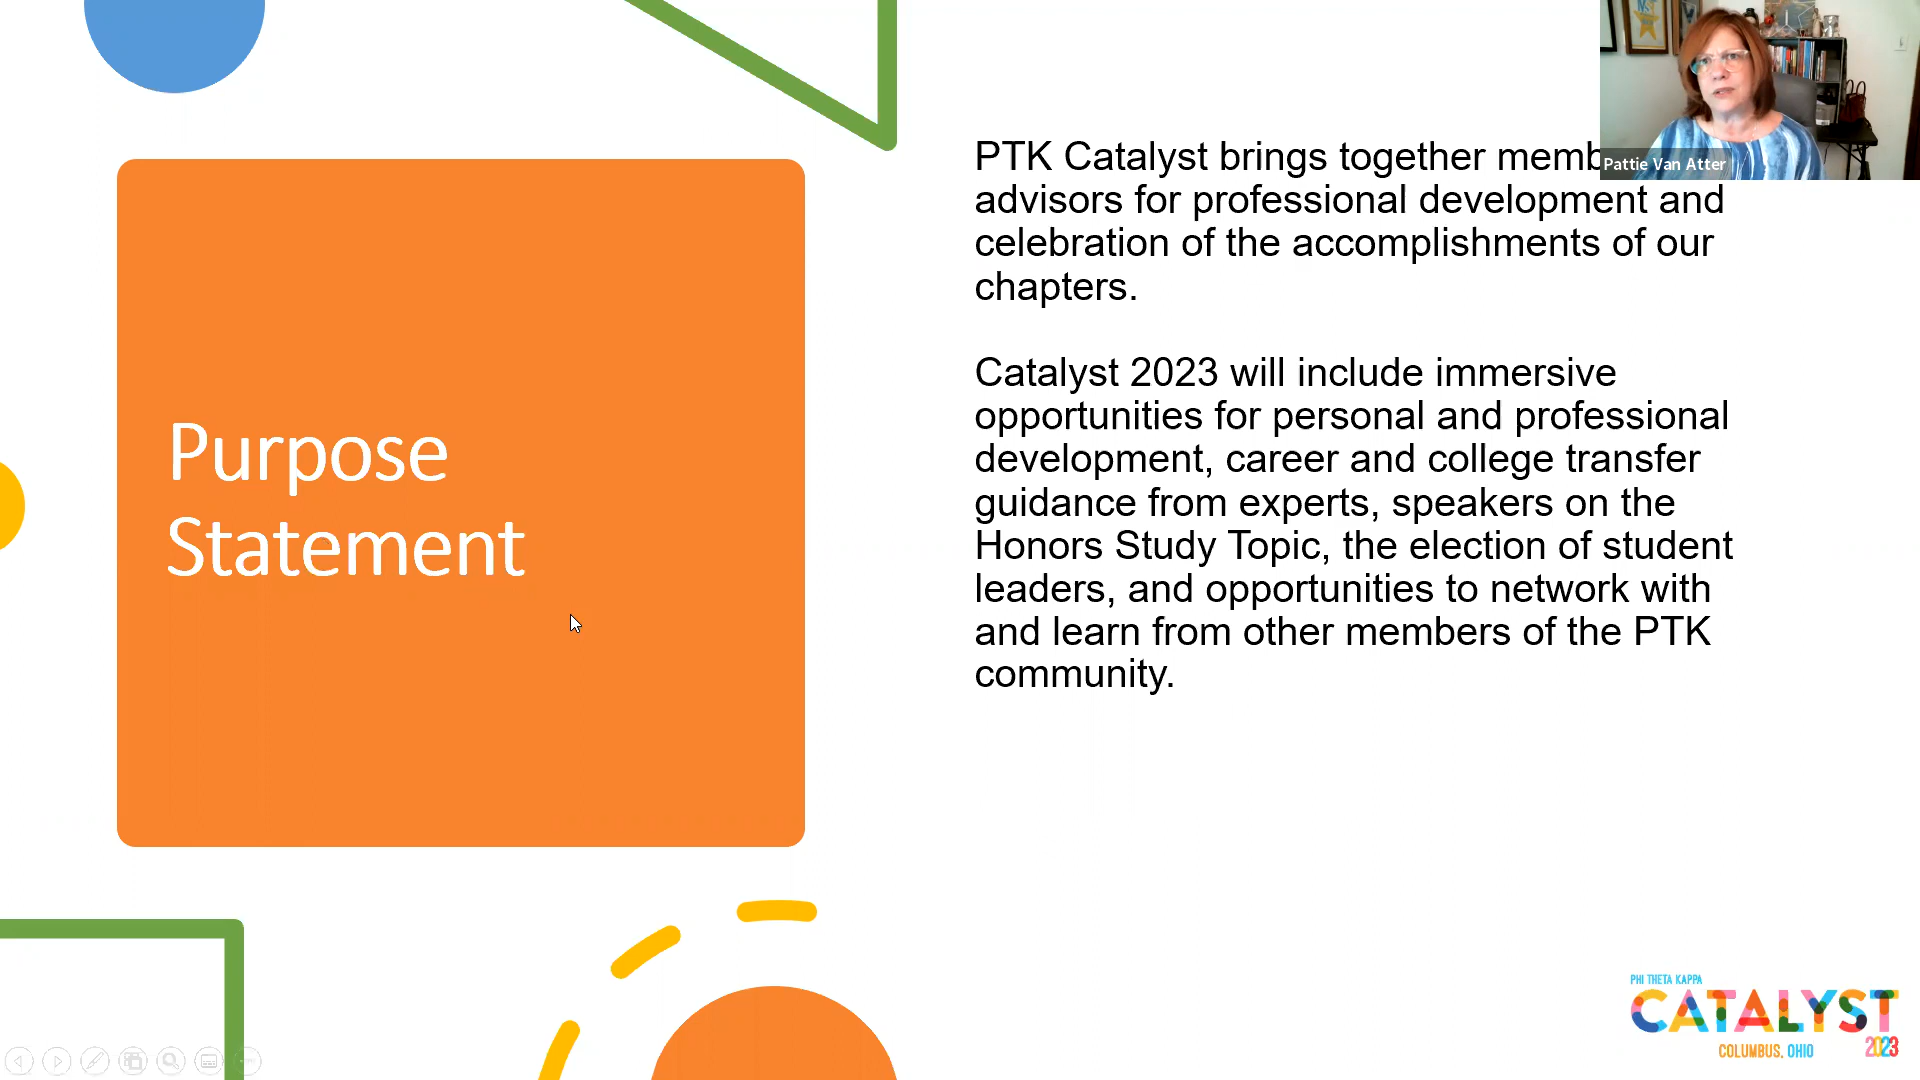 Purpose
Statement
PTK Catalyst brings together memb
advisors for professional development and
celebration of the accomplishments of our
chapters.
Catalyst 2023 will include immersive
opportunities for personal and professional
development, career and college transfer
guidance from experts, speakers on the
Honors Study Topic, the election of student
leaders, and opportunities to network with
and learn from other members of the PTK
community.
Pattie Van Atter
PHI THETA KAPPA
CATALYST
COLUMBUS, OHIO 2023